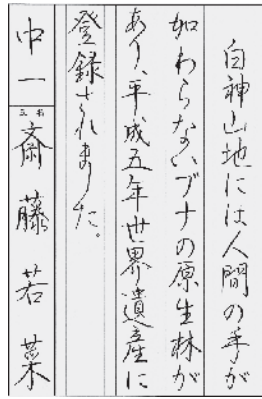 白神山地には人間の手が
加わらないブナの原生林が
あり、平成五年世界遺産に
登録されました。
中一
氏名
斎藤若菜